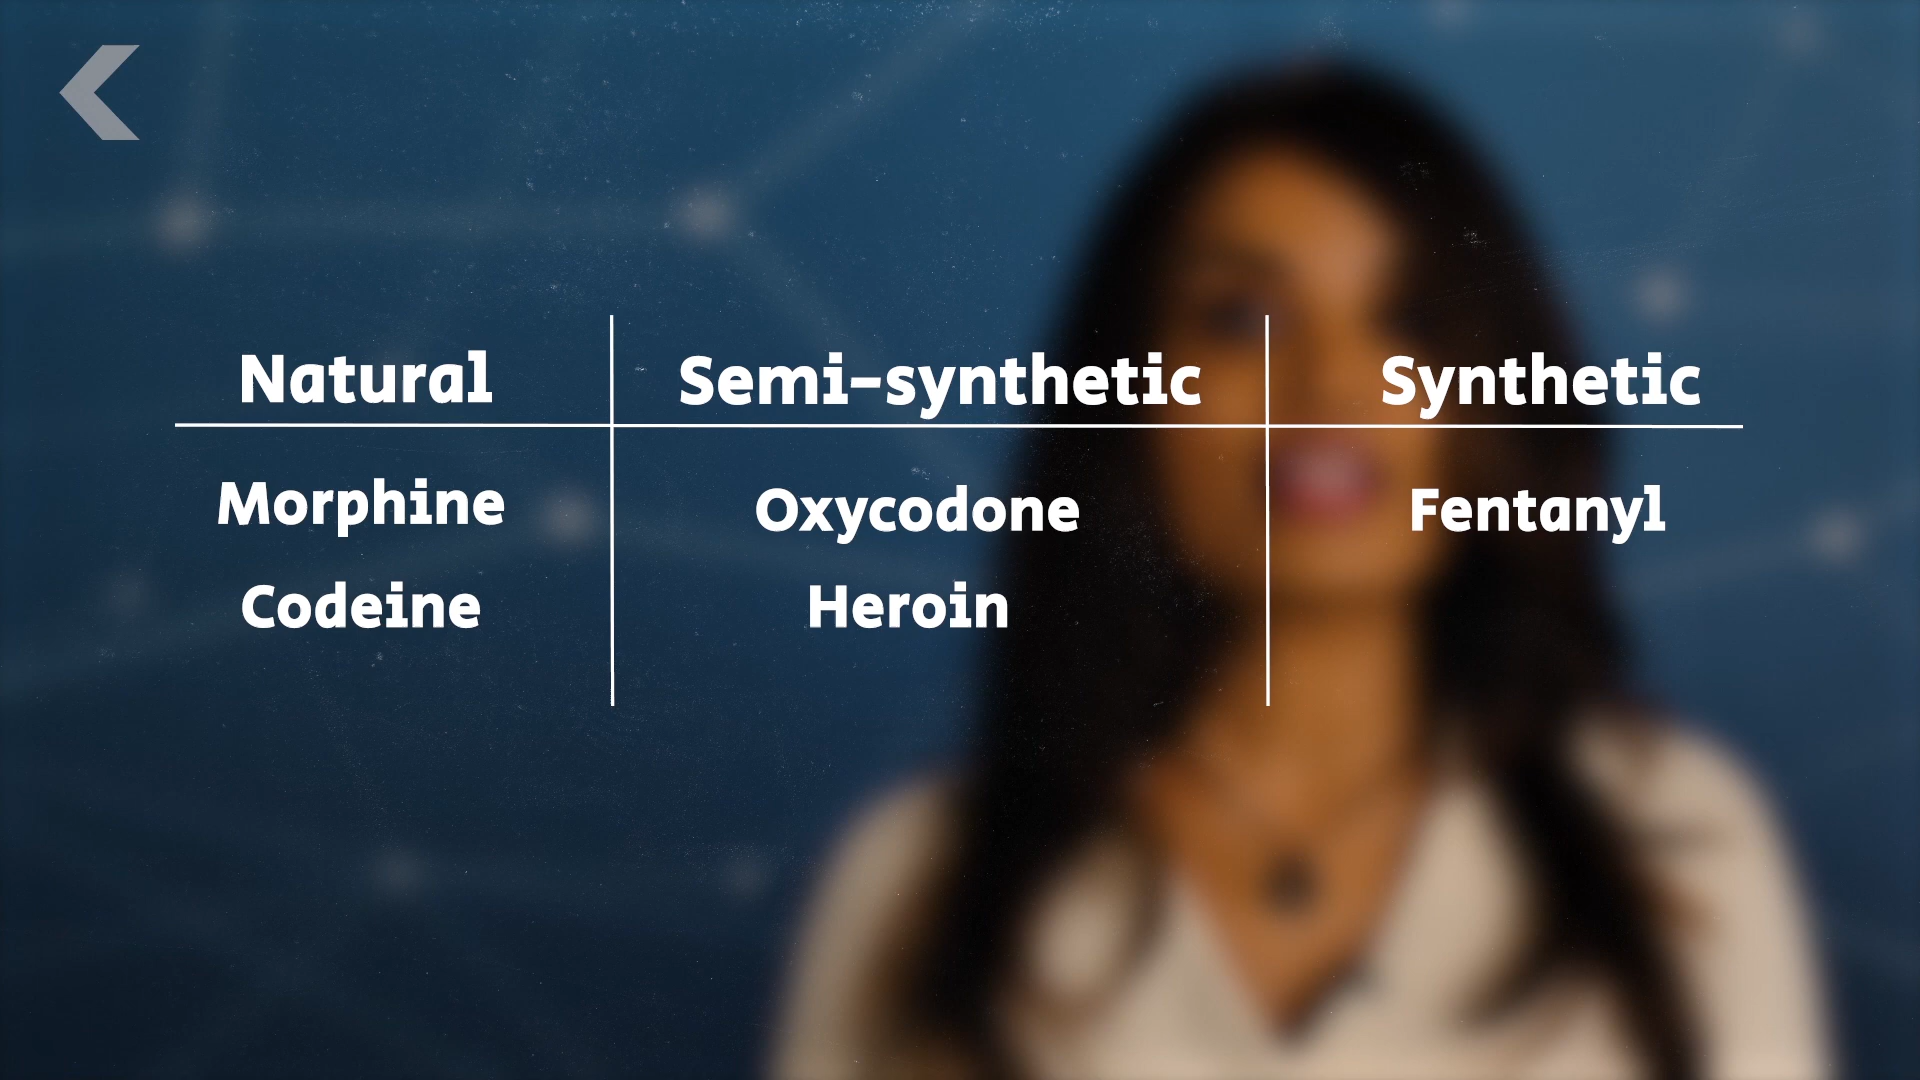 Natural Semi-synthetic Synthetic
Morphine Oxycodone Fentanyl
Codeine Heroin